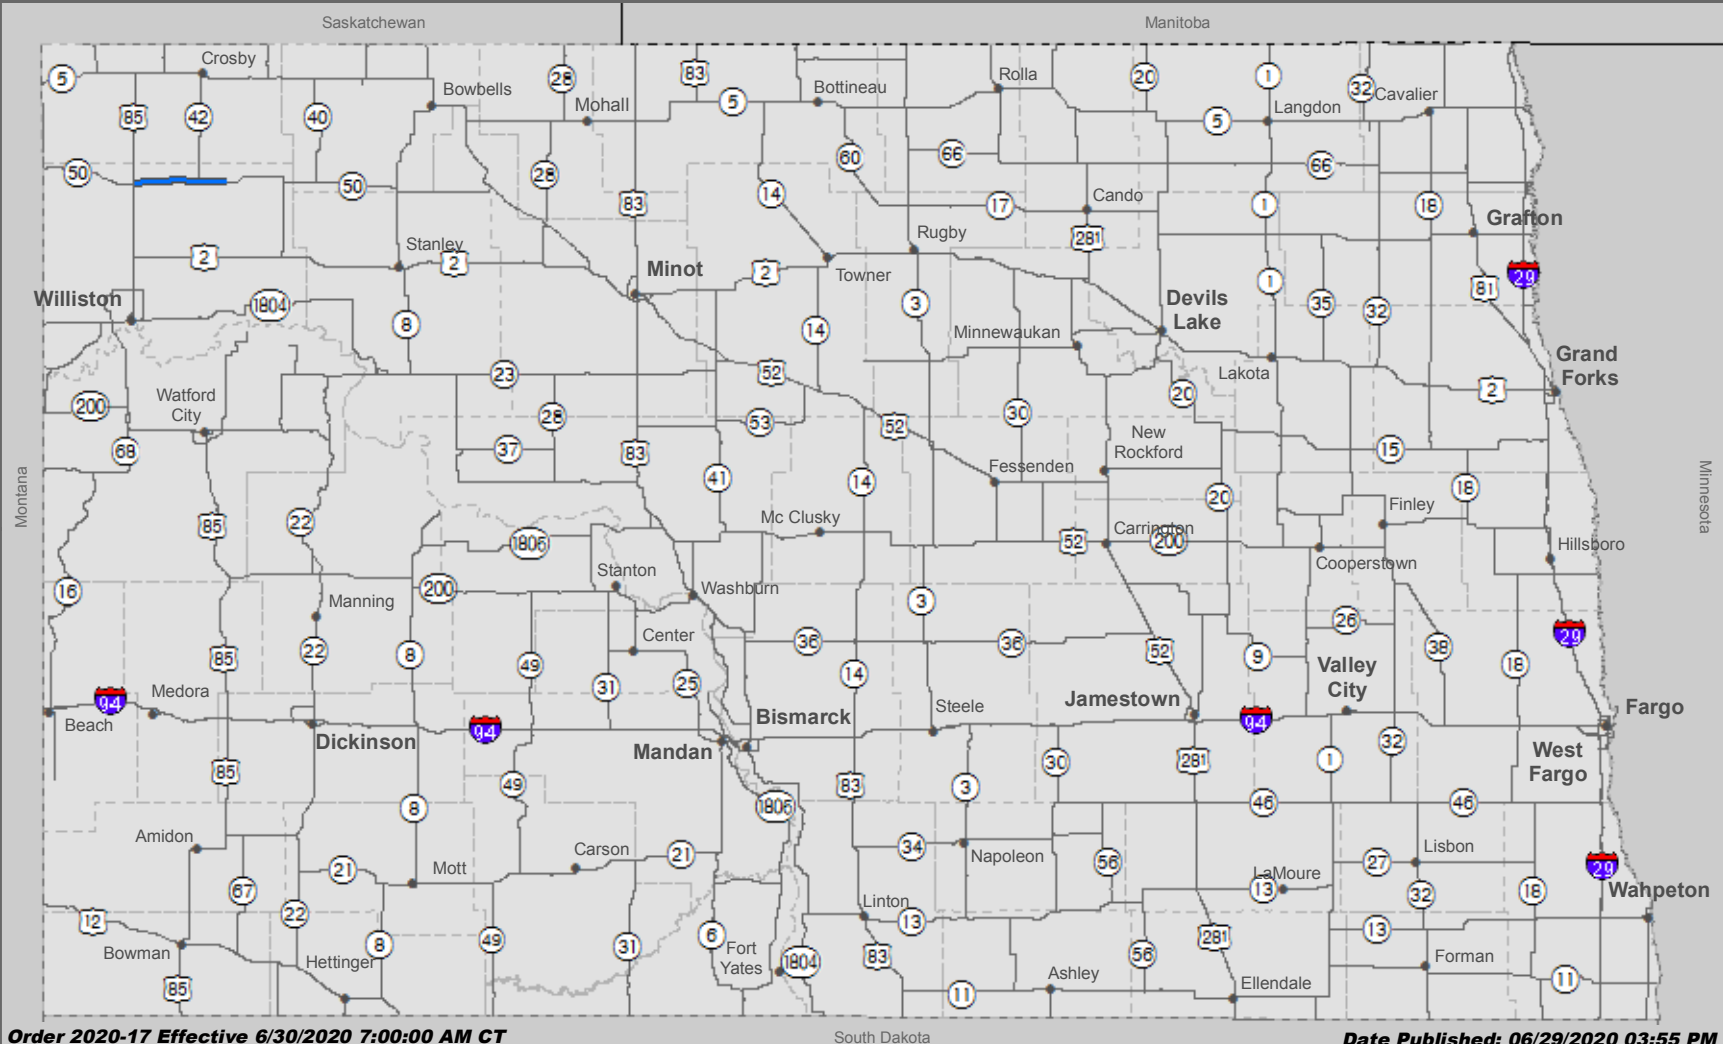 Saskatchewan
Manitoba
Crosby
5
Bowbells
28
83
Rolla
20
1
32
Cavalier
Bottineau
5
Mohall
85
42
40
Langdon
5
50
50
28
60
66
66
83
14
Cando
17
1
18
Grafton
281
Stanley
2
2
Rugby
Minot
2
Towner
29
Williston
1804
8
3
Devils
Lake
1
35
32
81
14
Minnewaukan
Grand
Forks
Lakota
23
52
2
Watford
City
200
28
20
30
53
52
New
Rockford
68
37
83
15
Fessenden
41
14
18
20
Montana
Minnesota
Finley
85
22
Mc Clusky
1806
52
Carrington
200
Hillsboro
Cooperstown
Stanton
16
200
Washburn
Manning
3
26
Center
29
22
8
36
36
52
38
85
49
9
18
Valley
City
14
31
25
94
Medora
Jamestown
Steele
Fargo
Beach
Bismarck
94
94
Dickinson
Mandan
32
West
Fargo
85
30
281
1
49
83
3
8
1806
46
46
Amidon
34
Napoleon
Carson
21
Lisbon
21
Mott
56
27
29
LaMoure
13
67
32
18
Wahpeton
Linton
22
12
13
13
6
281
49
8
31
Bowman
Fort
Yates
83
56
Forman
Hettinger
1804
Ashley
11
85
11
Ellendale
Order 2020-17 Effective 6/30/2020 7:00:00 AM CT
South Dakota
Date Published: 06/29/2020 03:55 PM